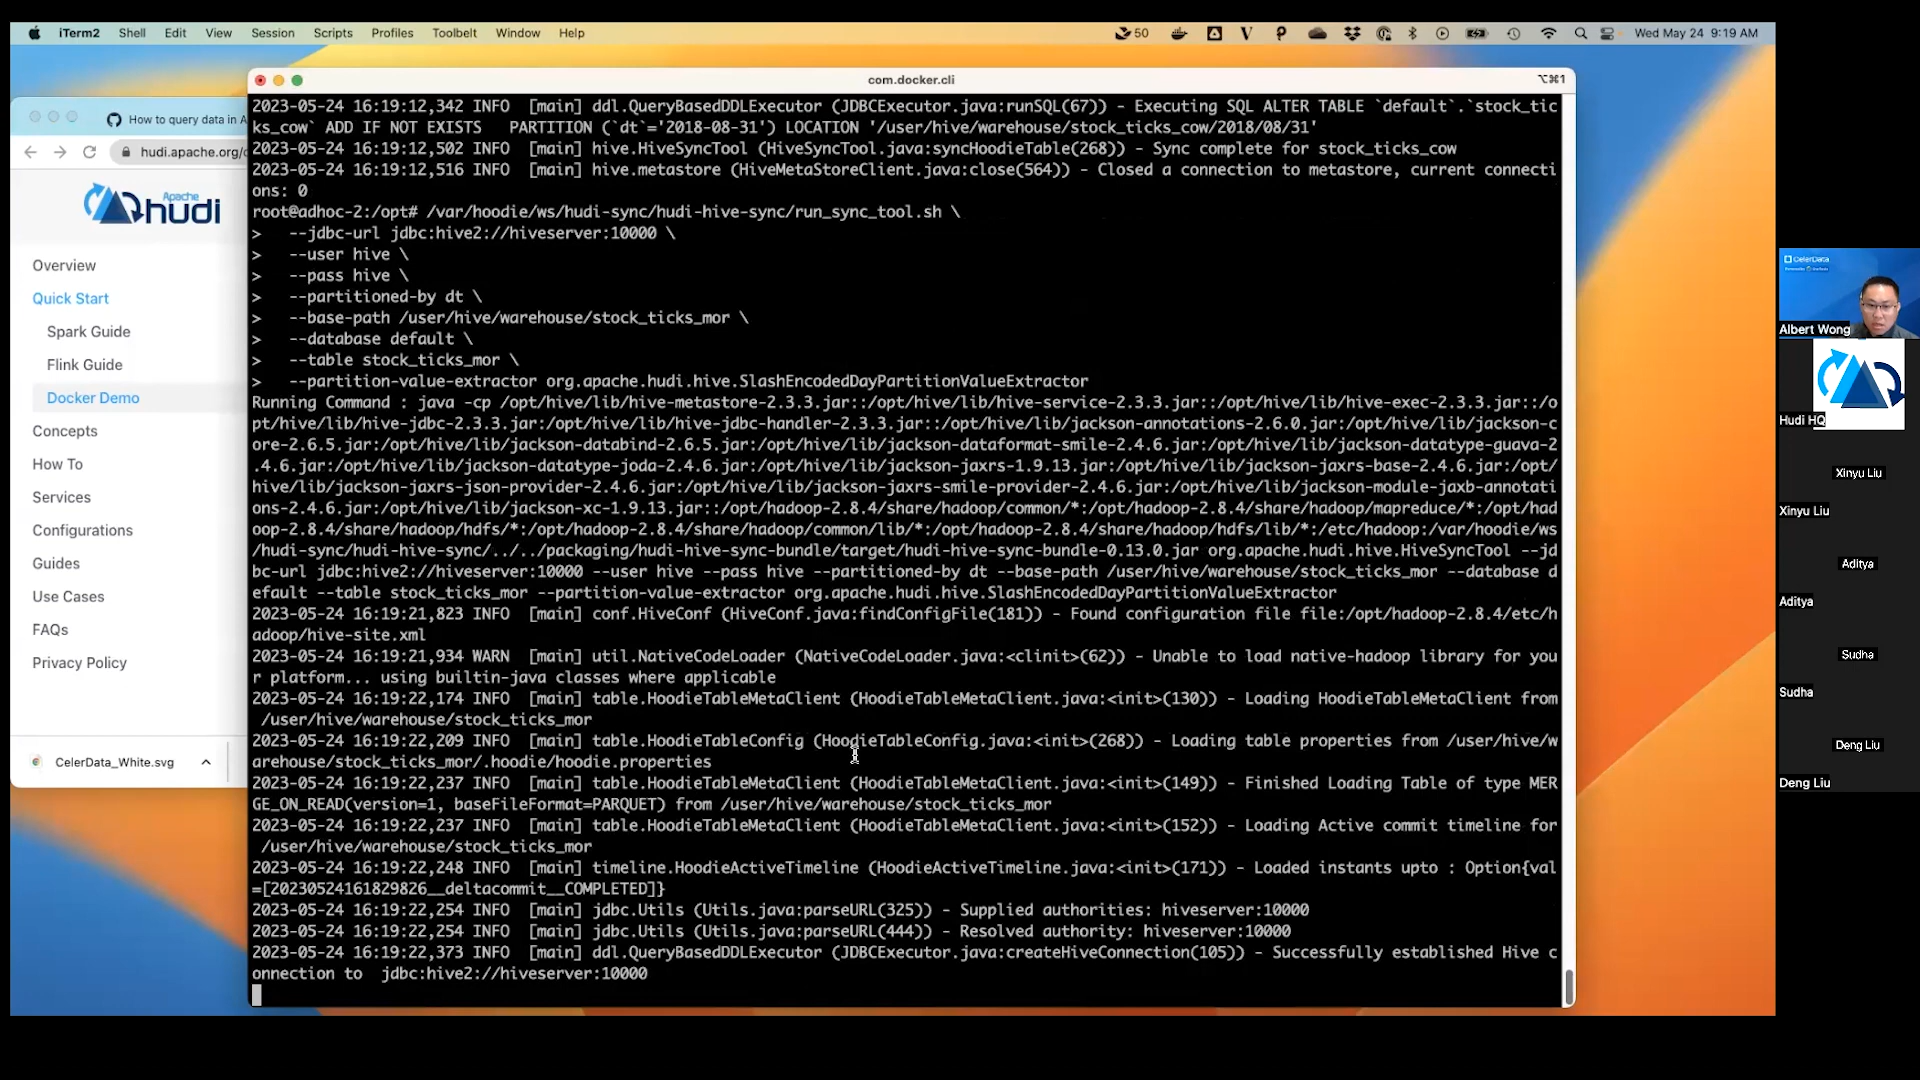 iTerm2 Shell Edit View Session Scripts Profiles Toolbelt Window Help 50 Wed May 24 9:19 AM
com.docker.cli ⌥⌘1
How to query data in A
hudi.apache.org/c
Apache
hudi
Overview
Quick Start
Spark Guide
Flink Guide
Docker Demo
Concepts
How To
Services
Configurations
Guides
Use Cases
FAQs
Privacy Policy
CelerData_White.svg
2023-05-24 16:19:12,342 INFO  [main] ddl.QueryBasedDDLExecutor (JDBCExecutor.java:runSQL(67)) - Executing SQL ALTER TABLE `default`.`stock_tic
ks_cow` ADD IF NOT EXISTS   PARTITION (`dt`='2018-08-31') LOCATION '/user/hive/warehouse/stock_ticks_cow/2018/08/31'
2023-05-24 16:19:12,502 INFO  [main] hive.HiveSyncTool (HiveSyncTool.java:syncHoodieTable(268)) - Sync complete for stock_ticks_cow
2023-05-24 16:19:12,516 INFO  [main] hive.metastore (HiveMetaStoreClient.java:close(564)) - Closed a connection to metastore, current connecti
ons: 0
root@adhoc-2:/opt# /var/hoodie/ws/hudi-sync/hudi-hive-sync/run_sync_tool.sh \
>   --jdbc-url jdbc:hive2://hiveserver:10000 \
>   --user hive \
>   --pass hive \
>   --partitioned-by dt \
>   --base-path /user/hive/warehouse/stock_ticks_mor \
>   --database default \
>   --table stock_ticks_mor \
>   --partition-value-extractor org.apache.hudi.hive.SlashEncodedDayPartitionValueExtractor
Running Command : java -cp /opt/hive/lib/hive-metastore-2.3.3.jar::/opt/hive/lib/hive-service-2.3.3.jar::/opt/hive/lib/hive-exec-2.3.3.jar::/o
pt/hive/lib/hive-jdbc-2.3.3.jar:/opt/hive/lib/hive-jdbc-handler-2.3.3.jar::/opt/hive/lib/jackson-annotations-2.6.0.jar:/opt/hive/lib/jackson-c
ore-2.6.5.jar:/opt/hive/lib/jackson-databind-2.6.5.jar:/opt/hive/lib/jackson-dataformat-smile-2.4.6.jar:/opt/hive/lib/jackson-datatype-guava-2
.4.6.jar:/opt/hive/lib/jackson-datatype-joda-2.4.6.jar:/opt/hive/lib/jackson-jaxrs-1.9.13.jar:/opt/hive/lib/jackson-jaxrs-base-2.4.6.jar:/opt/
hive/lib/jackson-jaxrs-json-provider-2.4.6.jar:/opt/hive/lib/jackson-jaxrs-smile-provider-2.4.6.jar:/opt/hive/lib/jackson-module-jaxb-annotati
ons-2.4.6.jar:/opt/hive/lib/jackson-xc-1.9.13.jar::/opt/hadoop-2.8.4/share/hadoop/common/*:/opt/hadoop-2.8.4/share/hadoop/mapreduce/*:/opt/had
oop-2.8.4/share/hadoop/hdfs/*:/opt/hadoop-2.8.4/share/hadoop/common/lib/*:/opt/hadoop-2.8.4/share/hadoop/hdfs/lib/*:/etc/hadoop:/var/hoodie/ws
/hudi-sync/hudi-hive-sync/../../packaging/hudi-hive-sync-bundle/target/hudi-hive-sync-bundle-0.13.0.jar org.apache.hudi.hive.HiveSyncTool --jd
bc-url jdbc:hive2://hiveserver:10000 --user hive --pass hive --partitioned-by dt --base-path /user/hive/warehouse/stock_ticks_mor --database d
efault --table stock_ticks_mor --partition-value-extractor org.apache.hudi.hive.SlashEncodedDayPartitionValueExtractor
2023-05-24 16:19:21,823 INFO  [main] conf.HiveConf (HiveConf.java:findConfigFile(181)) - Found configuration file file:/opt/hadoop-2.8.4/etc/h
adoop/hive-site.xml
2023-05-24 16:19:21,934 WARN  [main] util.NativeCodeLoader (NativeCodeLoader.java:<clinit>(62)) - Unable to load native-hadoop library for you
r platform... using builtin-java classes where applicable
2023-05-24 16:19:22,174 INFO  [main] table.HoodieTableMetaClient (HoodieTableMetaClient.java:<init>(130)) - Loading HoodieTableMetaClient from
/user/hive/warehouse/stock_ticks_mor
2023-05-24 16:19:22,209 INFO  [main] table.HoodieTableConfig (HoodieTableConfig.java:<init>(268)) - Loading table properties from /user/hive/w
arehouse/stock_ticks_mor/.hoodie/hoodie.properties
2023-05-24 16:19:22,237 INFO  [main] table.HoodieTableMetaClient (HoodieTableMetaClient.java:<init>(149)) - Finished Loading Table of type MER
GE_ON_READ(version=1, baseFileFormat=PARQUET) from /user/hive/warehouse/stock_ticks_mor
2023-05-24 16:19:22,237 INFO  [main] table.HoodieTableMetaClient (HoodieTableMetaClient.java:<init>(152)) - Loading Active commit timeline for
/user/hive/warehouse/stock_ticks_mor
2023-05-24 16:19:22,248 INFO  [main] timeline.HoodieActiveTimeline (HoodieActiveTimeline.java:<init>(171)) - Loaded instants upto : Option{val
=[20230524161829826__deltacommit__COMPLETED]}
2023-05-24 16:19:22,254 INFO  [main] jdbc.Utils (Utils.java:parseURL(325)) - Supplied authorities: hiveserver:10000
2023-05-24 16:19:22,254 INFO  [main] jdbc.Utils (Utils.java:parseURL(444)) - Resolved authority: hiveserver:10000
2023-05-24 16:19:22,373 INFO  [main] ddl.QueryBasedDDLExecutor (JDBCExecutor.java:createHiveConnection(105)) - Successfully established Hive c
onnection to  jdbc:hive2://hiveserver:10000
CelerData
Albert Wong
Hudi HQ
Xinyu Liu
Xinyu Liu
Aditya
Aditya
Sudha
Sudha
Deng Liu
Deng Liu